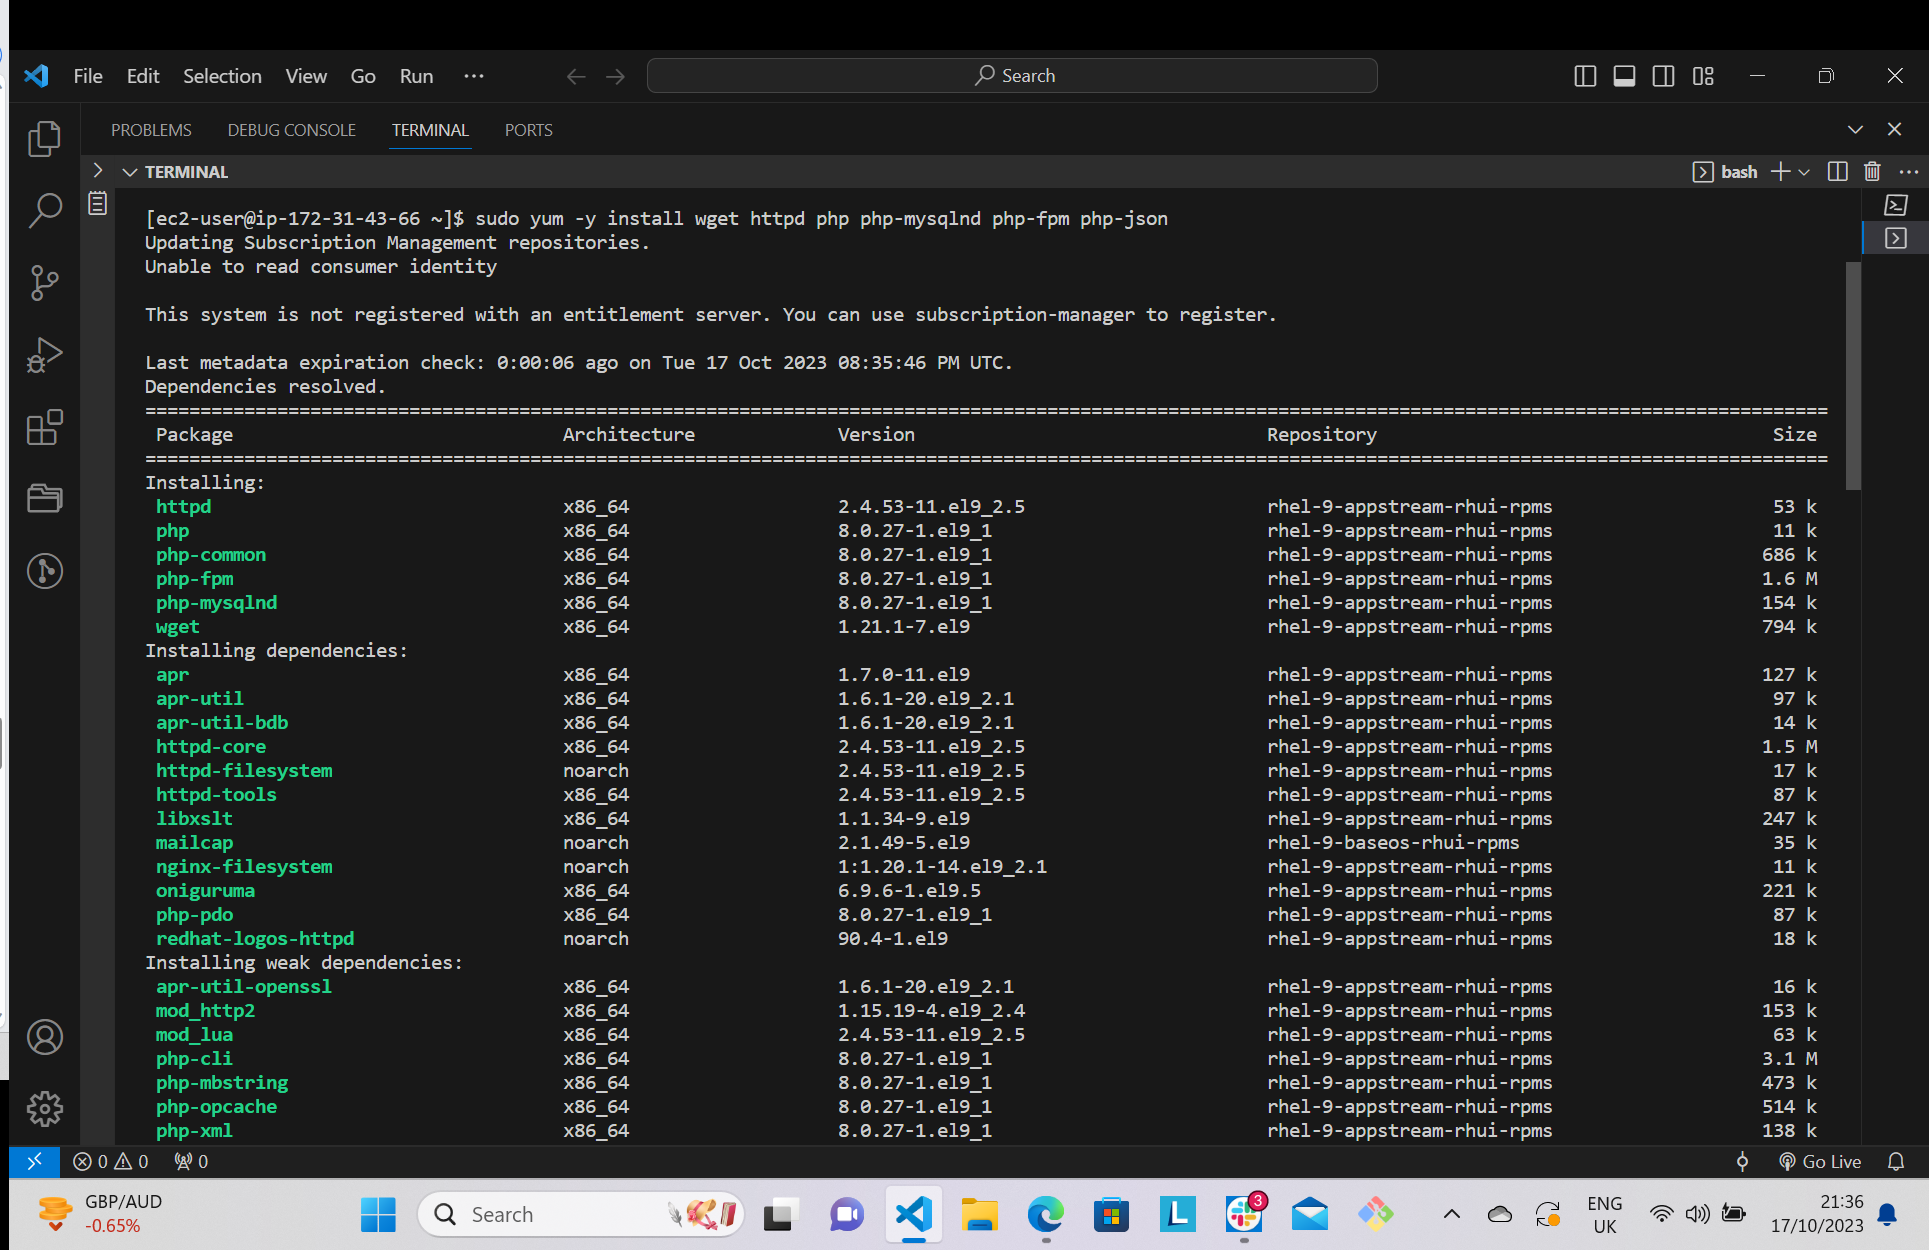 File Edit Selection View Go Run ··· Search
PROBLEMS DEBUG CONSOLE TERMINAL PORTS
TERMINAL bash
[ec2-user@ip-172-31-43-66 ~]$ sudo yum -y install wget httpd php php-mysqlnd php-fpm php-json
Updating Subscription Management repositories.
Unable to read consumer identity
This system is not registered with an entitlement server. You can use subscription-manager to register.
Last metadata expiration check: 0:00:06 ago on Tue 17 Oct 2023 08:35:46 PM UTC.
Dependencies resolved.
Package Architecture Version Repository Size
Installing:
httpd x86_64 2.4.53-11.el9_2.5 rhel-9-appstream-rhui-rpms 53 k
php x86_64 8.0.27-1.el9_1 rhel-9-appstream-rhui-rpms 11 k
php-common x86_64 8.0.27-1.el9_1 rhel-9-appstream-rhui-rpms 686 k
php-fpm x86_64 8.0.27-1.el9_1 rhel-9-appstream-rhui-rpms 1.6 M
php-mysqlnd x86_64 8.0.27-1.el9_1 rhel-9-appstream-rhui-rpms 154 k
wget x86_64 1.21.1-7.el9 rhel-9-appstream-rhui-rpms 794 k
Installing dependencies:
apr x86_64 1.7.0-11.el9 rhel-9-appstream-rhui-rpms 127 k
apr-util x86_64 1.6.1-20.el9_2.1 rhel-9-appstream-rhui-rpms 97 k
apr-util-bdb x86_64 1.6.1-20.el9_2.1 rhel-9-appstream-rhui-rpms 14 k
httpd-core x86_64 2.4.53-11.el9_2.5 rhel-9-appstream-rhui-rpms 1.5 M
httpd-filesystem noarch 2.4.53-11.el9_2.5 rhel-9-appstream-rhui-rpms 17 k
httpd-tools x86_64 2.4.53-11.el9_2.5 rhel-9-appstream-rhui-rpms 87 k
libxslt x86_64 1.1.34-9.el9 rhel-9-appstream-rhui-rpms 247 k
mailcap noarch 2.1.49-5.el9 rhel-9-baseos-rhui-rpms 35 k
nginx-filesystem noarch 1:1.20.1-14.el9_2.1 rhel-9-appstream-rhui-rpms 11 k
oniguruma x86_64 6.9.6-1.el9.5 rhel-9-appstream-rhui-rpms 221 k
php-pdo x86_64 8.0.27-1.el9_1 rhel-9-appstream-rhui-rpms 87 k
redhat-logos-httpd noarch 90.4-1.el9 rhel-9-appstream-rhui-rpms 18 k
Installing weak dependencies:
apr-util-openssl x86_64 1.6.1-20.el9_2.1 rhel-9-appstream-rhui-rpms 16 k
mod_http2 x86_64 1.15.19-4.el9_2.4 rhel-9-appstream-rhui-rpms 153 k
mod_lua x86_64 2.4.53-11.el9_2.5 rhel-9-appstream-rhui-rpms 63 k
php-cli x86_64 8.0.27-1.el9_1 rhel-9-appstream-rhui-rpms 3.1 M
php-mbstring x86_64 8.0.27-1.el9_1 rhel-9-appstream-rhui-rpms 473 k
php-opcache x86_64 8.0.27-1.el9_1 rhel-9-appstream-rhui-rpms 514 k
php-xml x86_64 8.0.27-1.el9_1 rhel-9-appstream-rhui-rpms 138 k
0 0 0 Go Live
GBP/AUD
-0.65%
Search
L
3
ENG
UK
21:36
17/10/2023